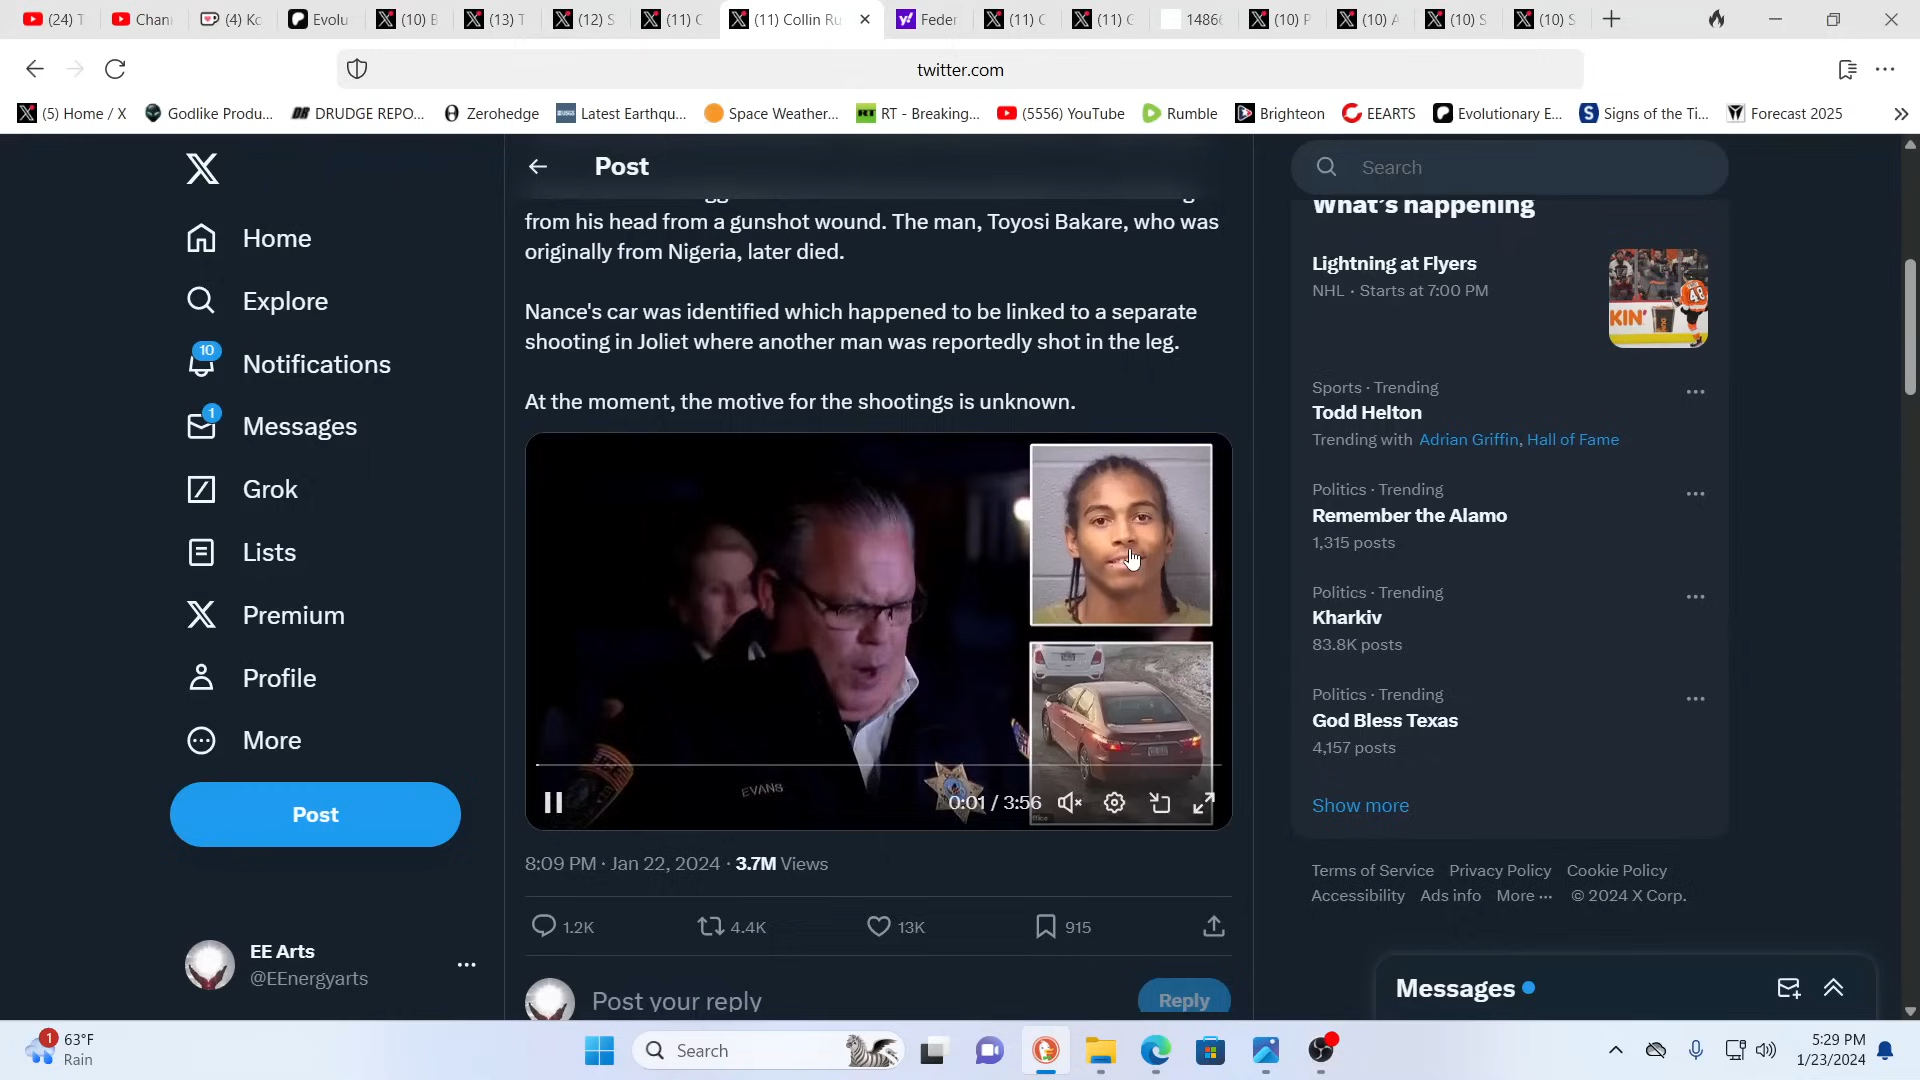 (24) T
Chan
(4) Ko
Evolu
(10) B
(13) T
(12) S
(11) C
(11) Collin Ru
Feder
(11) C
(11) C
1486
(10) P
(10) A
(10) S
(10) S
twitter.com
(5) Home / X
Godlike Produ...
DRUDGE REPO...
Zerohedge
Latest Earthqu...
Space Weather...
RT - Breaking...
(5556) YouTube
Rumble
Brighteon
EEARTS
Evolutionary E...
Signs of the Ti...
Forecast 2025
Home
Explore
10
Notifications
1
Messages
Grok
Lists
Premium
Profile
More
Post
EE Arts
@EEnergyarts
Post
from his head from a gunshot wound. The man, Toyosi Bakare, who was
originally from Nigeria, later died.
Nance's car was identified which happened to be linked to a separate
shooting in Joliet where another man was reportedly shot in the leg.
At the moment, the motive for the shootings is unknown.
EVANS
0:01 / 3:56
8:09 PM · Jan 22, 2024 · 3.7M Views
1.2K
4.4K
13K
915
Post your reply
Reply
Search
What's happening
Lightning at Flyers
NHL · Starts at 7:00 PM
KIN'
48
Sports · Trending
Todd Helton
Trending with Adrian Griffin, Hall of Fame
Politics · Trending
Remember the Alamo
1,315 posts
Politics · Trending
Kharkiv
83.8K posts
Politics · Trending
God Bless Texas
4,157 posts
Show more
Terms of Service Privacy Policy Cookie Policy
Accessibility Ads info More ··· © 2024 X Corp.
Messages
1
63°F
Rain
Search
5:29 PM
1/23/2024